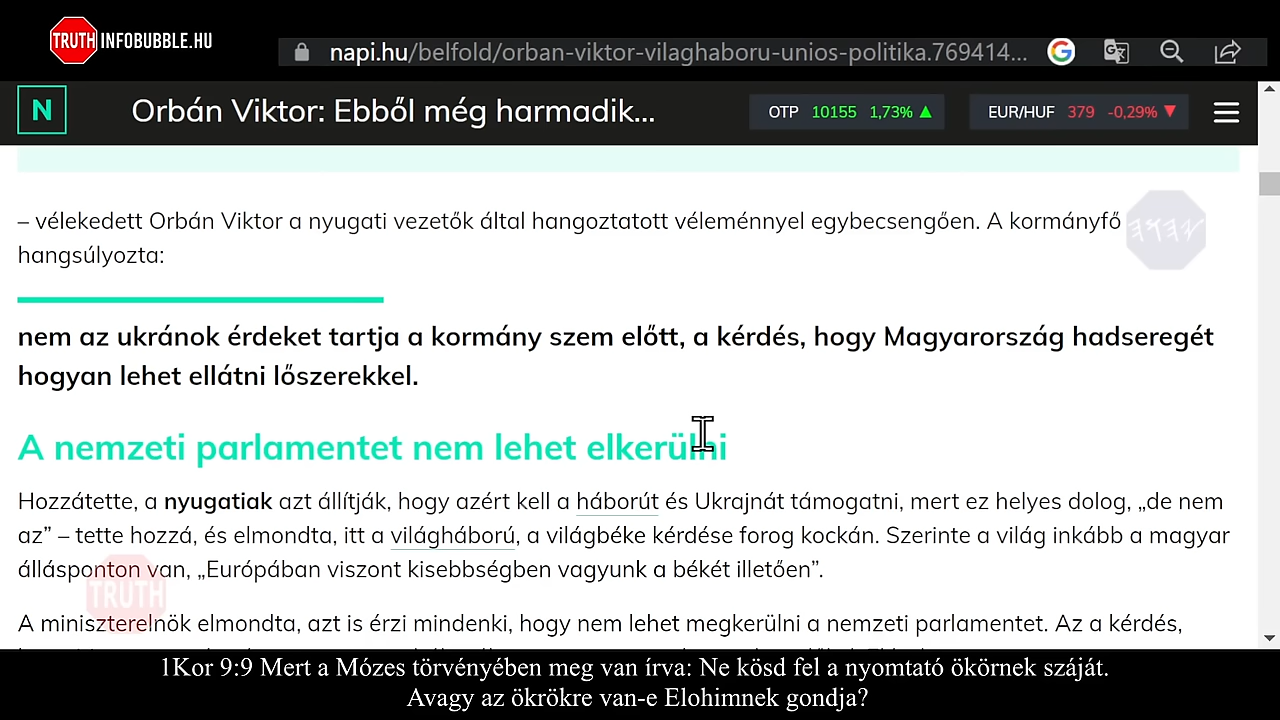 TRUTH INFOBUBBLE.HU
napi.hu/belfold/orban-viktor-vilaghaboru-unios-politika.769414...
N Orbán Viktor: Ebből még harmadik... OTP 10155 1,73% ▲ EUR/HUF 379 -0,29% ▼
– vélekedett Orbán Viktor a nyugati vezetők által hangoztatott véleménnyel egybecsengően. A kormányfő
hangsúlyozta:
nem az ukránok érdeket tartja a kormány szem előtt, a kérdés, hogy Magyarország hadseregét
hogyan lehet ellátni lőszerekkel.
A nemzeti parlamentet nem lehet elkerülni
Hozzátette, a nyugatiak azt állítják, hogy azért kell a háborút és Ukrajnát támogatni, mert ez helyes dolog, „de nem
az” – tette hozzá, és elmondta, itt a világháború, a világbéke kérdése forog kockán. Szerinte a világ inkább a magyar
állásponton van, „Európában viszont kisebbségben vagyunk a békét illetően”.
TRUTH
A miniszterelnök elmondta, azt is érzi mindenki, hogy nem lehet megkerülni a nemzeti parlamentet. Az a kérdés,
1Kor 9:9 Mert a Mózes törvényében meg van írva: Ne kösd fel a nyomtató ökörnek száját.
Avagy az ökrökre van-e Elohimnek gondja?